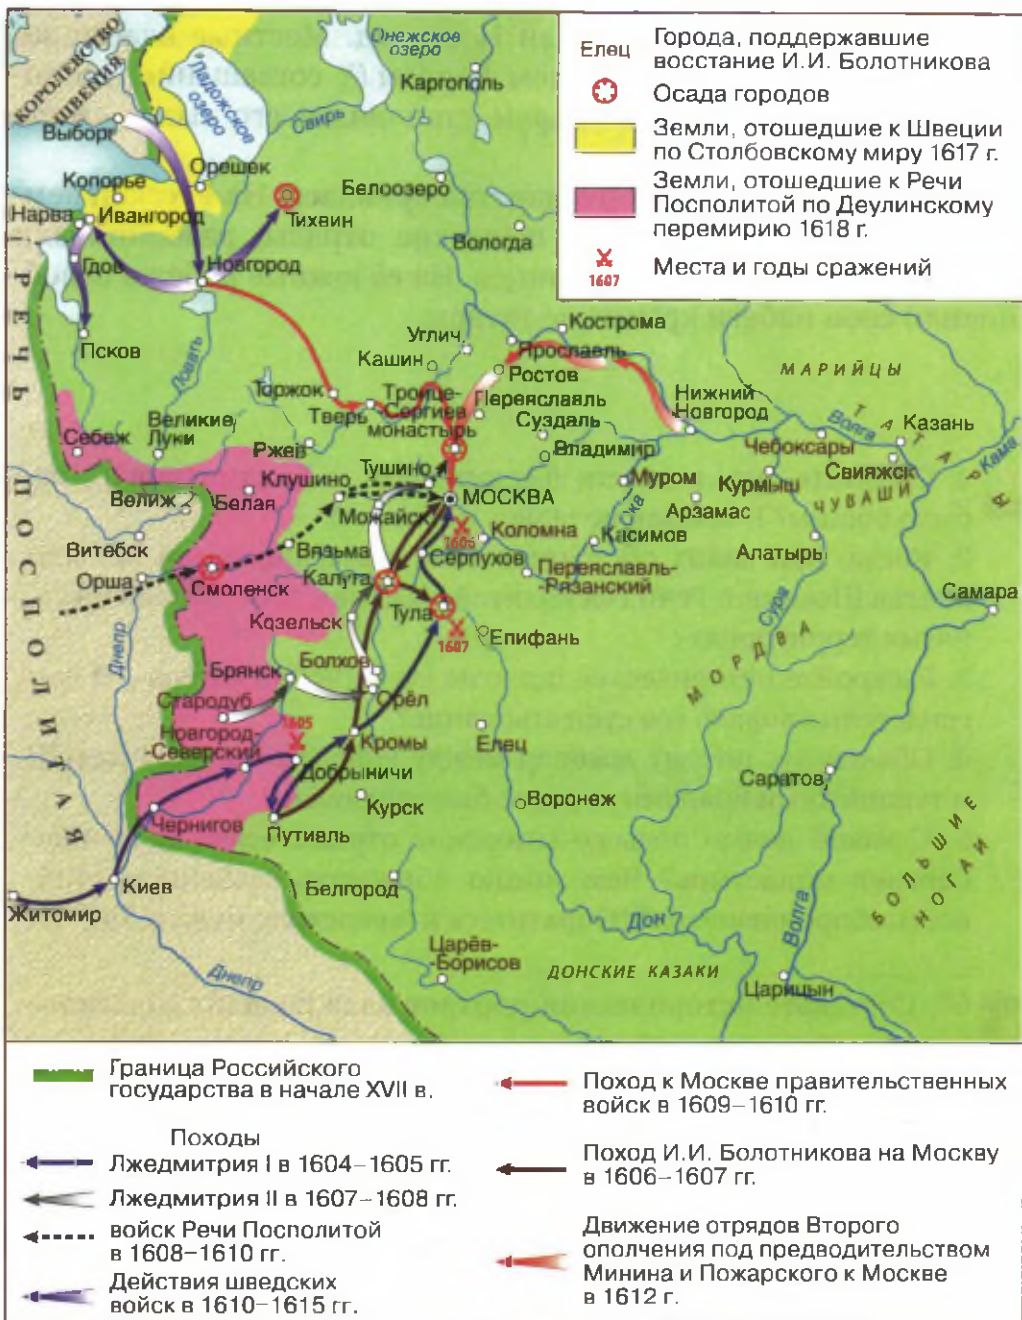 Елец
Города, поддержавшие
восстание И.И. Болотникова
Осада городов
Земли, отошедшие к Швеции
по Столбовскому миру 1617 г.
Земли, отошедшие к Речи
Посполитой по Деулинскому
перемирию 1618 г.
1607
Места и годы сражений
КОРОЛЕВСТВО
ШВЕЦИЯ
Онежское
озеро
Ладожское
озеро
Каргополь
Свирь
Выборг
Орошек
Копорье
Нарва
Ивангород
Тихвин
Белоозеро
Вологда
Гдов
Новгород
Псков
Ловать
Углич
Кострома
Кашин
Ярославль
Ростов
Торжок
Тверь
Троице-
-Сергиев
монастырь
Переяславль
Суздаль
Нижний
Новгород
МАРИЙЦЫ
Великие
Луки
Себеж
Ржев
Владимир
Волга
Казань
ТАТАРЫ
Кама
Чебоксары
Свияжск
Клушино
Тушино
Муром
Курмыш
ЧУВАШИ
Велиж
Белая
МОСКВА
Можайск
Ока
Арзамас
Коломна
Витебск
Вязьма
1606
Серпухов
Касимов
Алатырь
Орша
Смоленск
Калуга
Переяславль-
Рязанский
Самара
Козельск
Тула
Сура
1607
Епифань
МОРДВА
Днепр
Брянск
Болхов
Стародуб
Орёл
Новгород-
-Северский
1605
Кромы
Елец
Добрыничи
Саратов
Курск
Воронеж
Чернигов
Путивль
БОЛЬШИЕ
НОГАИ
Киев
Белгород
Житомир
Дон
Волга
Царёв-
-Борисов
ДОНСКИЕ КАЗАКИ
Царицын
Днепр
РЕЧЬ ПОСПОЛИТАЯ
Граница Российского
государства в начале XVII в.
Походы
Лжедмитрия I в 1604–1605 гг.
Лжедмитрия II в 1607–1608 гг.
войск Речи Посполитой
в 1608–1610 гг.
Действия шведских
войск в 1610–1615 гг.
Поход к Москве правительственных
войск в 1609–1610 гг.
Поход И.И. Болотникова на Москву
в 1606–1607 гг.
Движение отрядов Второго
ополчения под предводительством
Минина и Пожарского к Москве
в 1612 г.